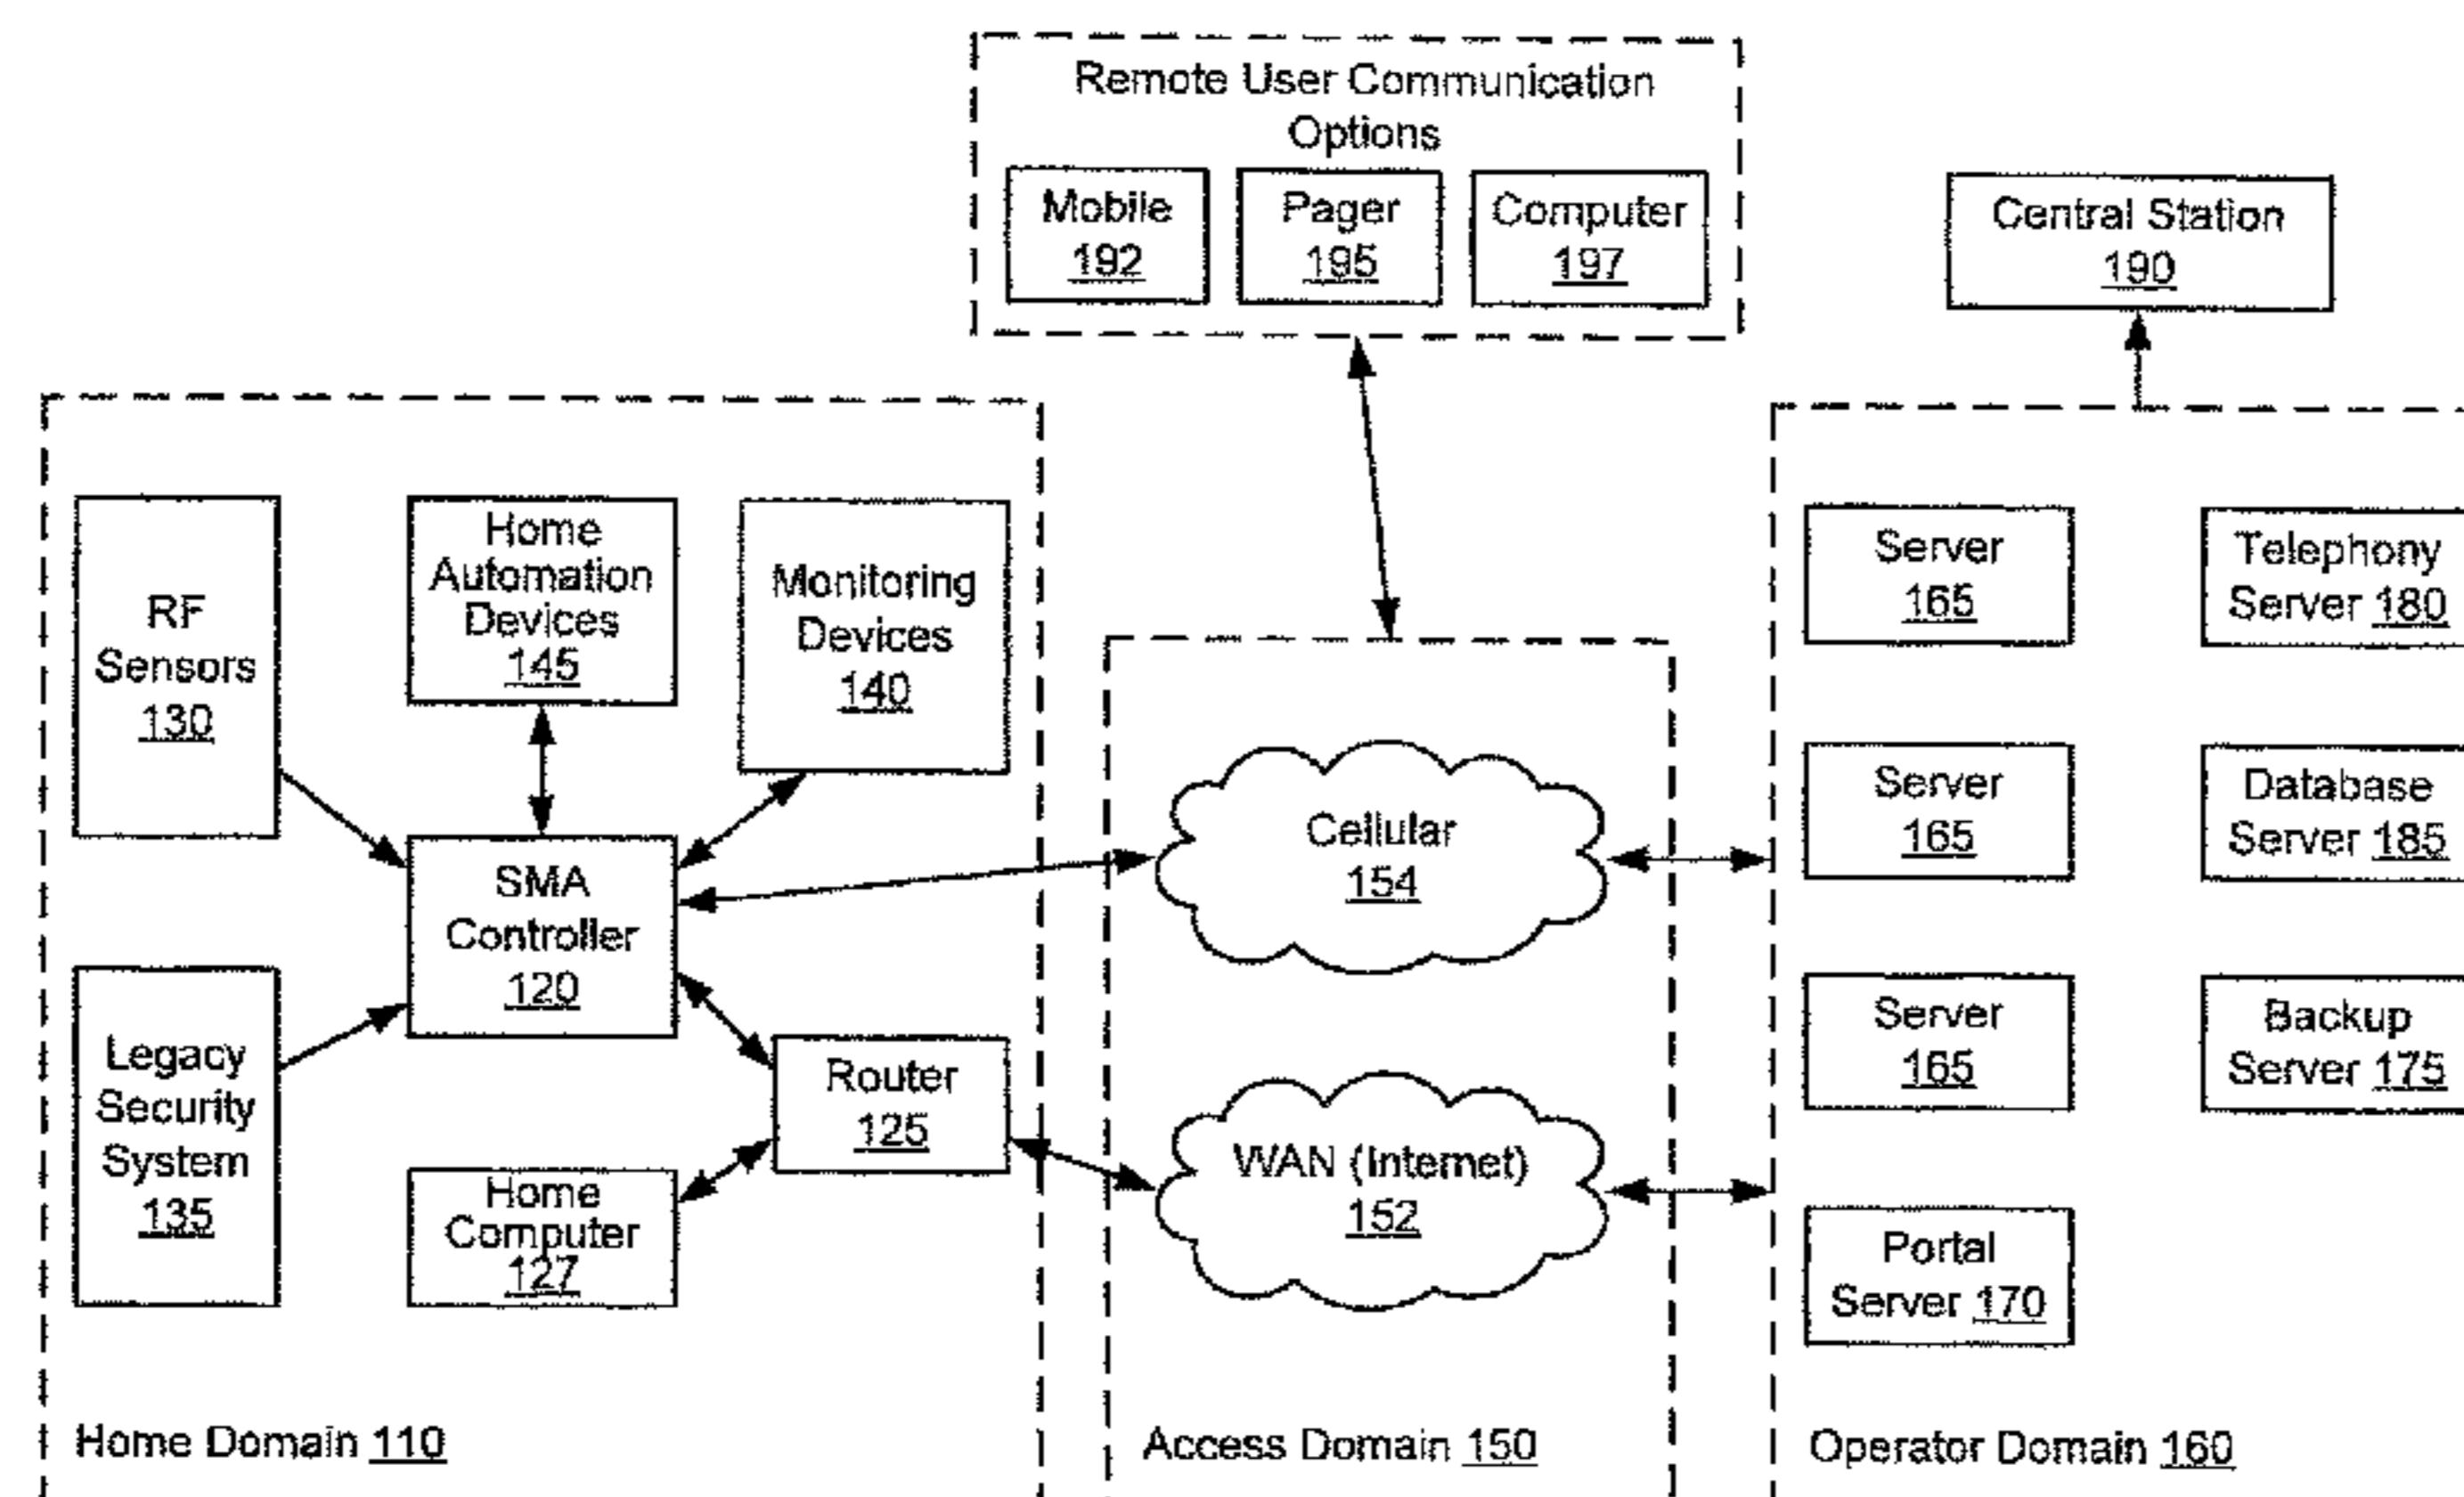 Remote User Communication
Options
Mobile
192
Pager
195
Computer
197
Central Station
190
RF
Sensors
130
Home
Automation
Devices
145
Monitoring
Devices
140
SMA
Controller
120
Legacy
Security
System
135
Router
125
Home
Computer
127
Home Domain 110
Cellular
154
WAN (Internet)
152
Access Domain 150
Server
165
Telephony
Server 180
Server
165
Database
Server 185
Server
165
Backup
Server 175
Portal
Server 170
Operator Domain 160